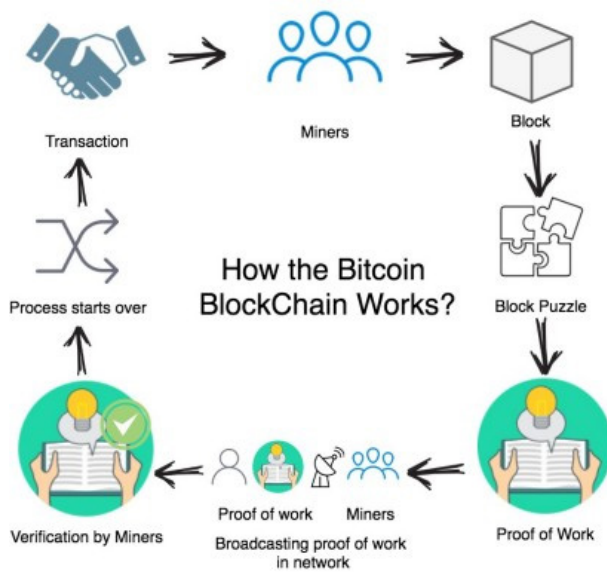 Transaction
Miners
Block
Process starts over
How the Bitcoin
BlockChain Works?
Block Puzzle
Verification by Miners
Proof of work
Miners
Broadcasting proof of work
in network
Proof of Work